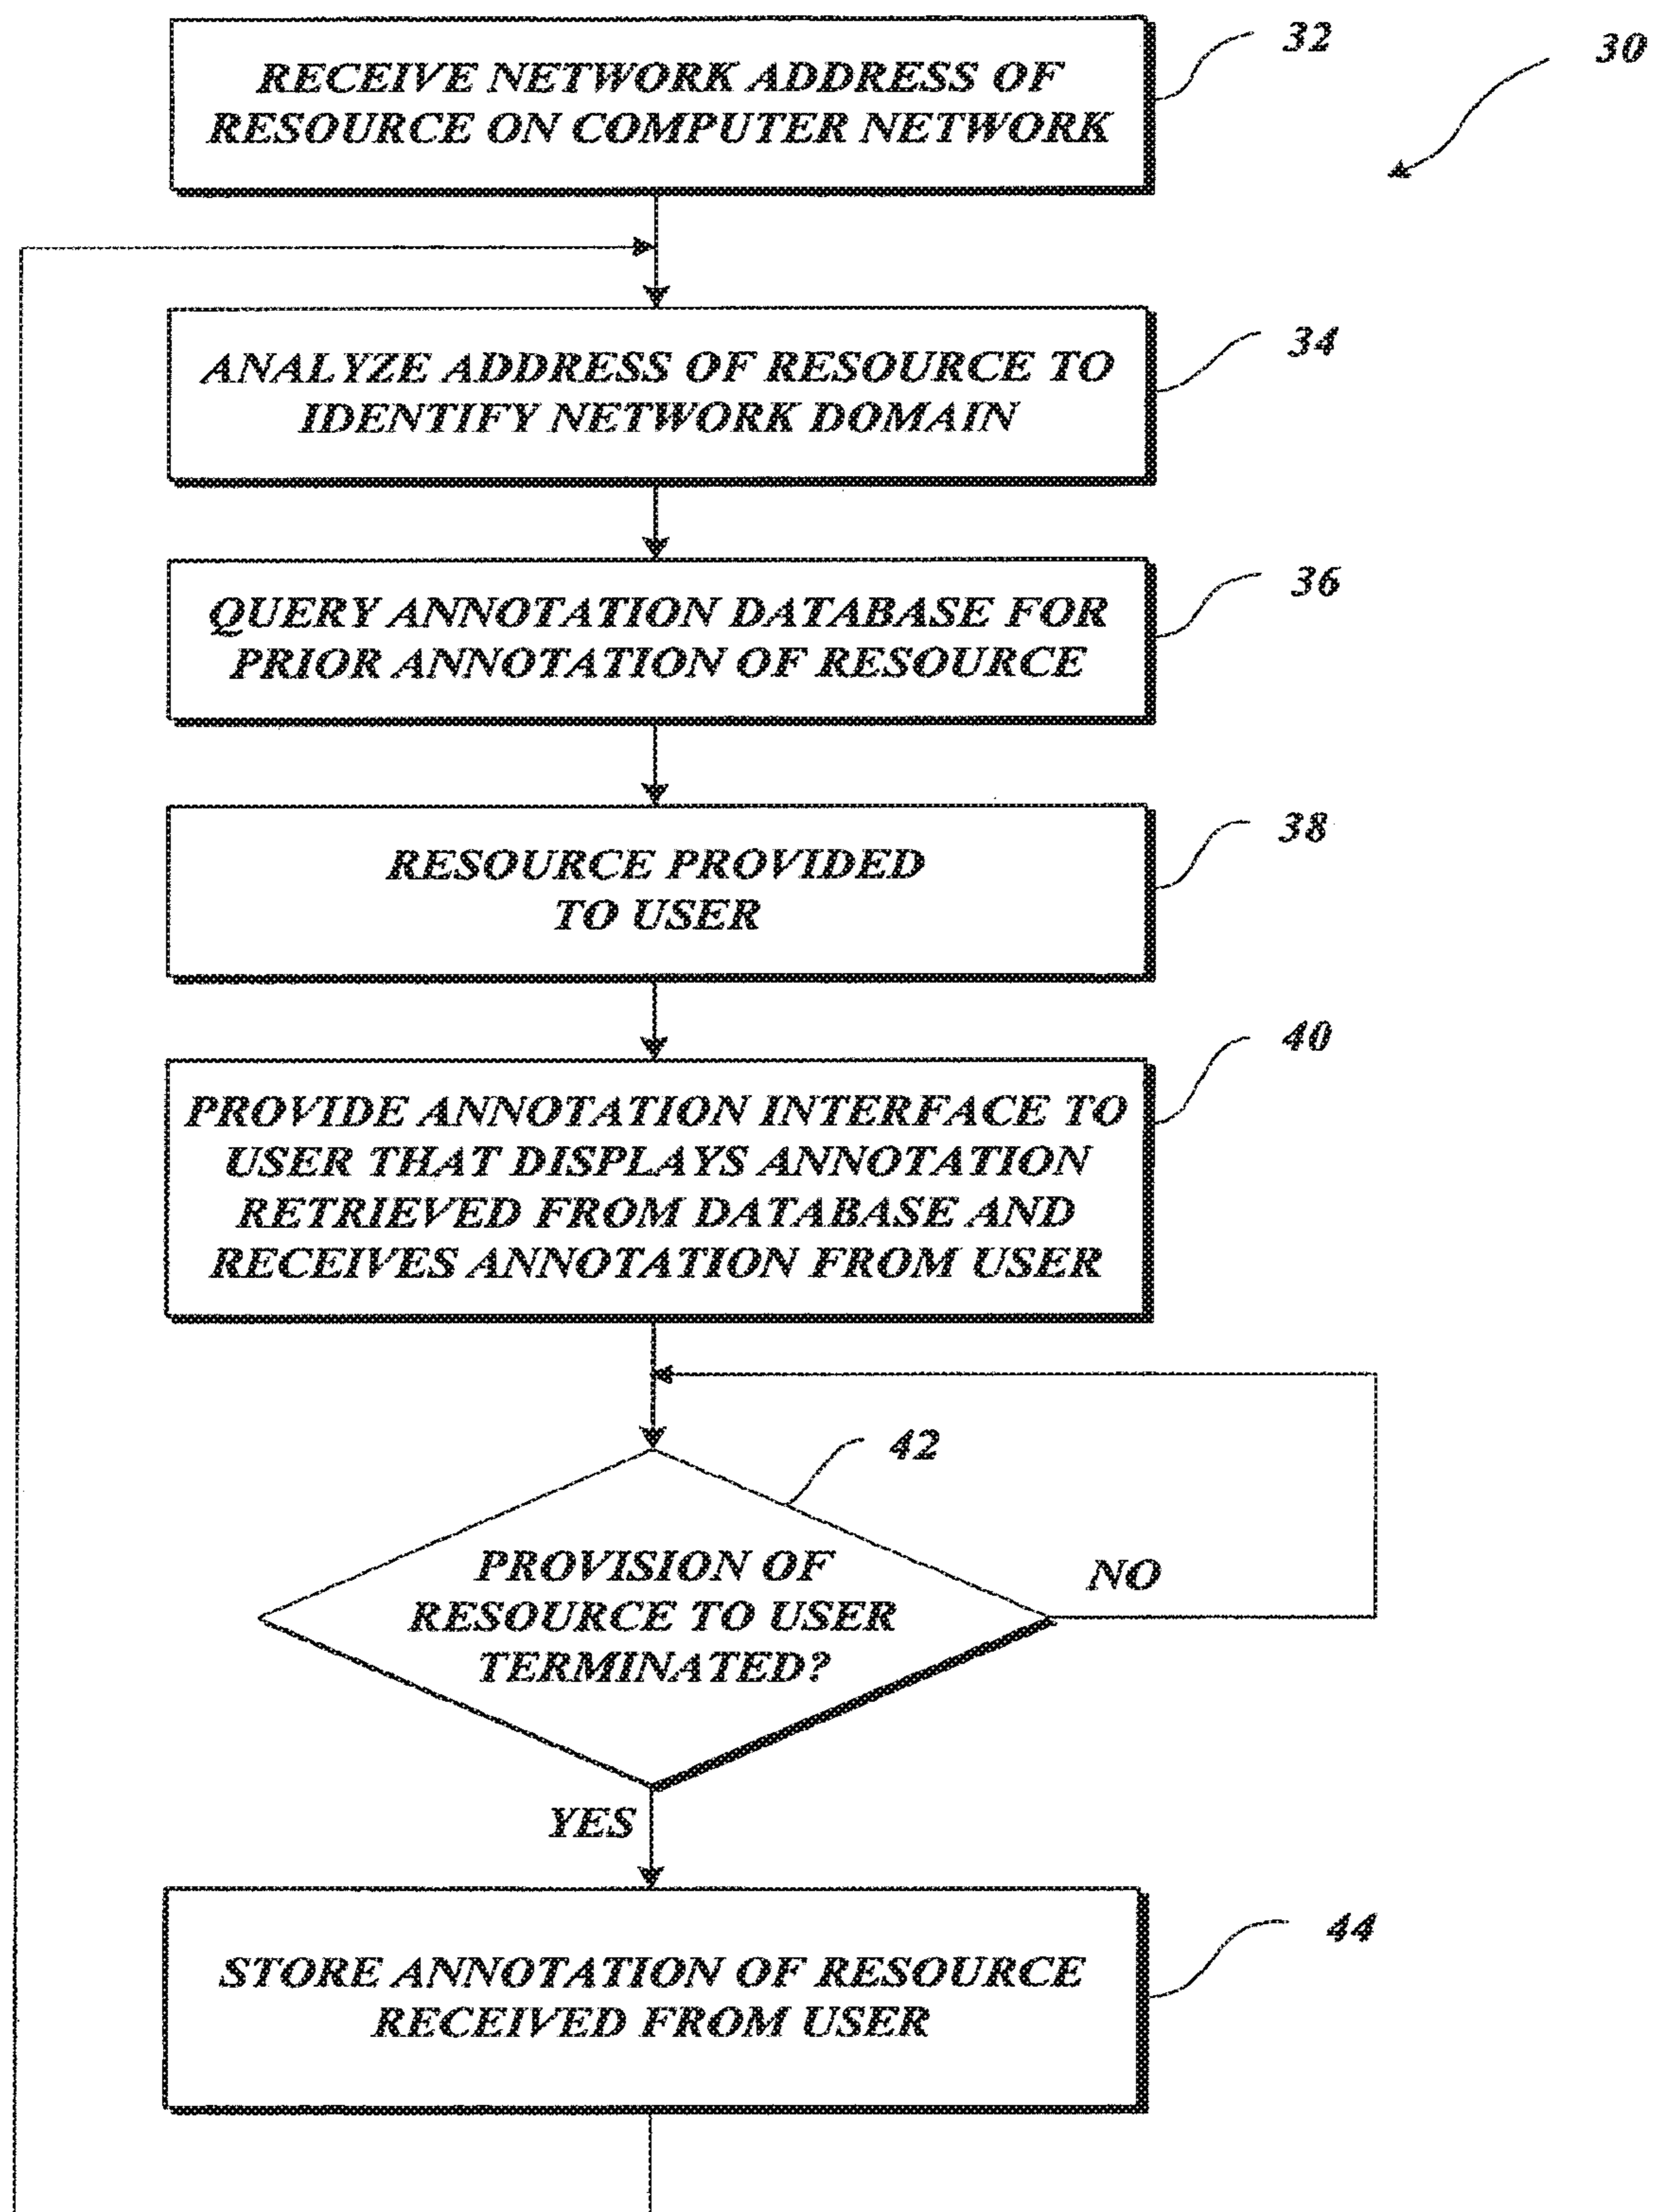 32
30
RECEIVE NETWORK ADDRESS OF
RESOURCE ON COMPUTER NETWORK
34
ANALYZE ADDRESS OF RESOURCE TO
IDENTIFY NETWORK DOMAIN
36
QUERY ANNOTATION DATABASE FOR
PRIOR ANNOTATION OF RESOURCE
38
RESOURCE PROVIDED
TO USER
40
PROVIDE ANNOTATION INTERFACE TO
USER THAT DISPLAYS ANNOTATION
RETRIEVED FROM DATABASE AND
RECEIVES ANNOTATION FROM USER
42
PROVISION OF
RESOURCE TO USER
TERMINATED?
NO
YES
44
STORE ANNOTATION OF RESOURCE
RECEIVED FROM USER